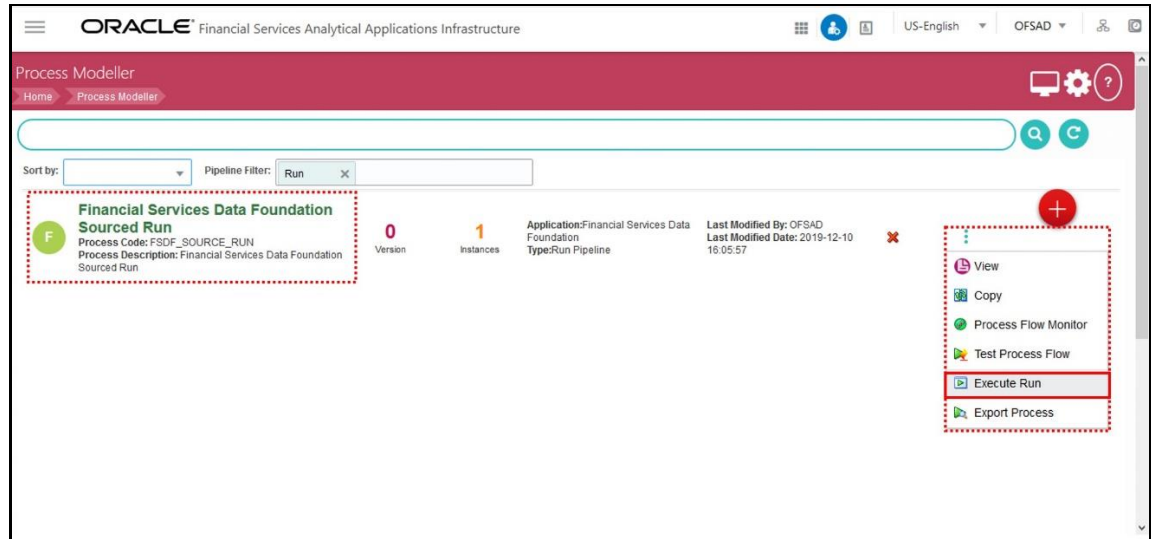 ORACLE® Financial Services Analytical Applications Infrastructure
US-English
OFSAD
Process Modeller
Home
Process Modeller
Sort by:
Pipeline Filter:
Run
F
Financial Services Data Foundation
Sourced Run
Process Code: FSDF_SOURCE_RUN
Process Description: Financial Services Data Foundation
Sourced Run
0
Version
1
Instances
Application:Financial Services Data
Foundation
Type:Run Pipeline
Last Modified By: OFSAD
Last Modified Date: 2019-12-10
16:05:57
View
Copy
Process Flow Monitor
Test Process Flow
Execute Run
Export Process